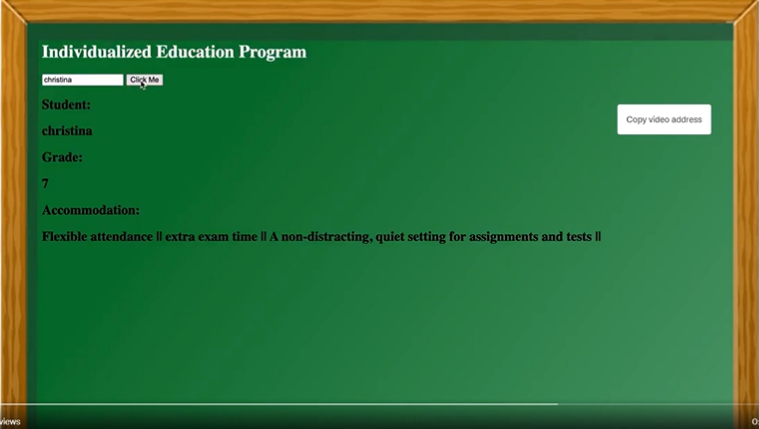 Individualized Education Program
christina
Click Me
Student:
christina
Copy video address
Grade:
7
Accommodation:
Flexible attendance || extra exam time || A non-distracting, quiet setting for assignments and tests ||
views
0: